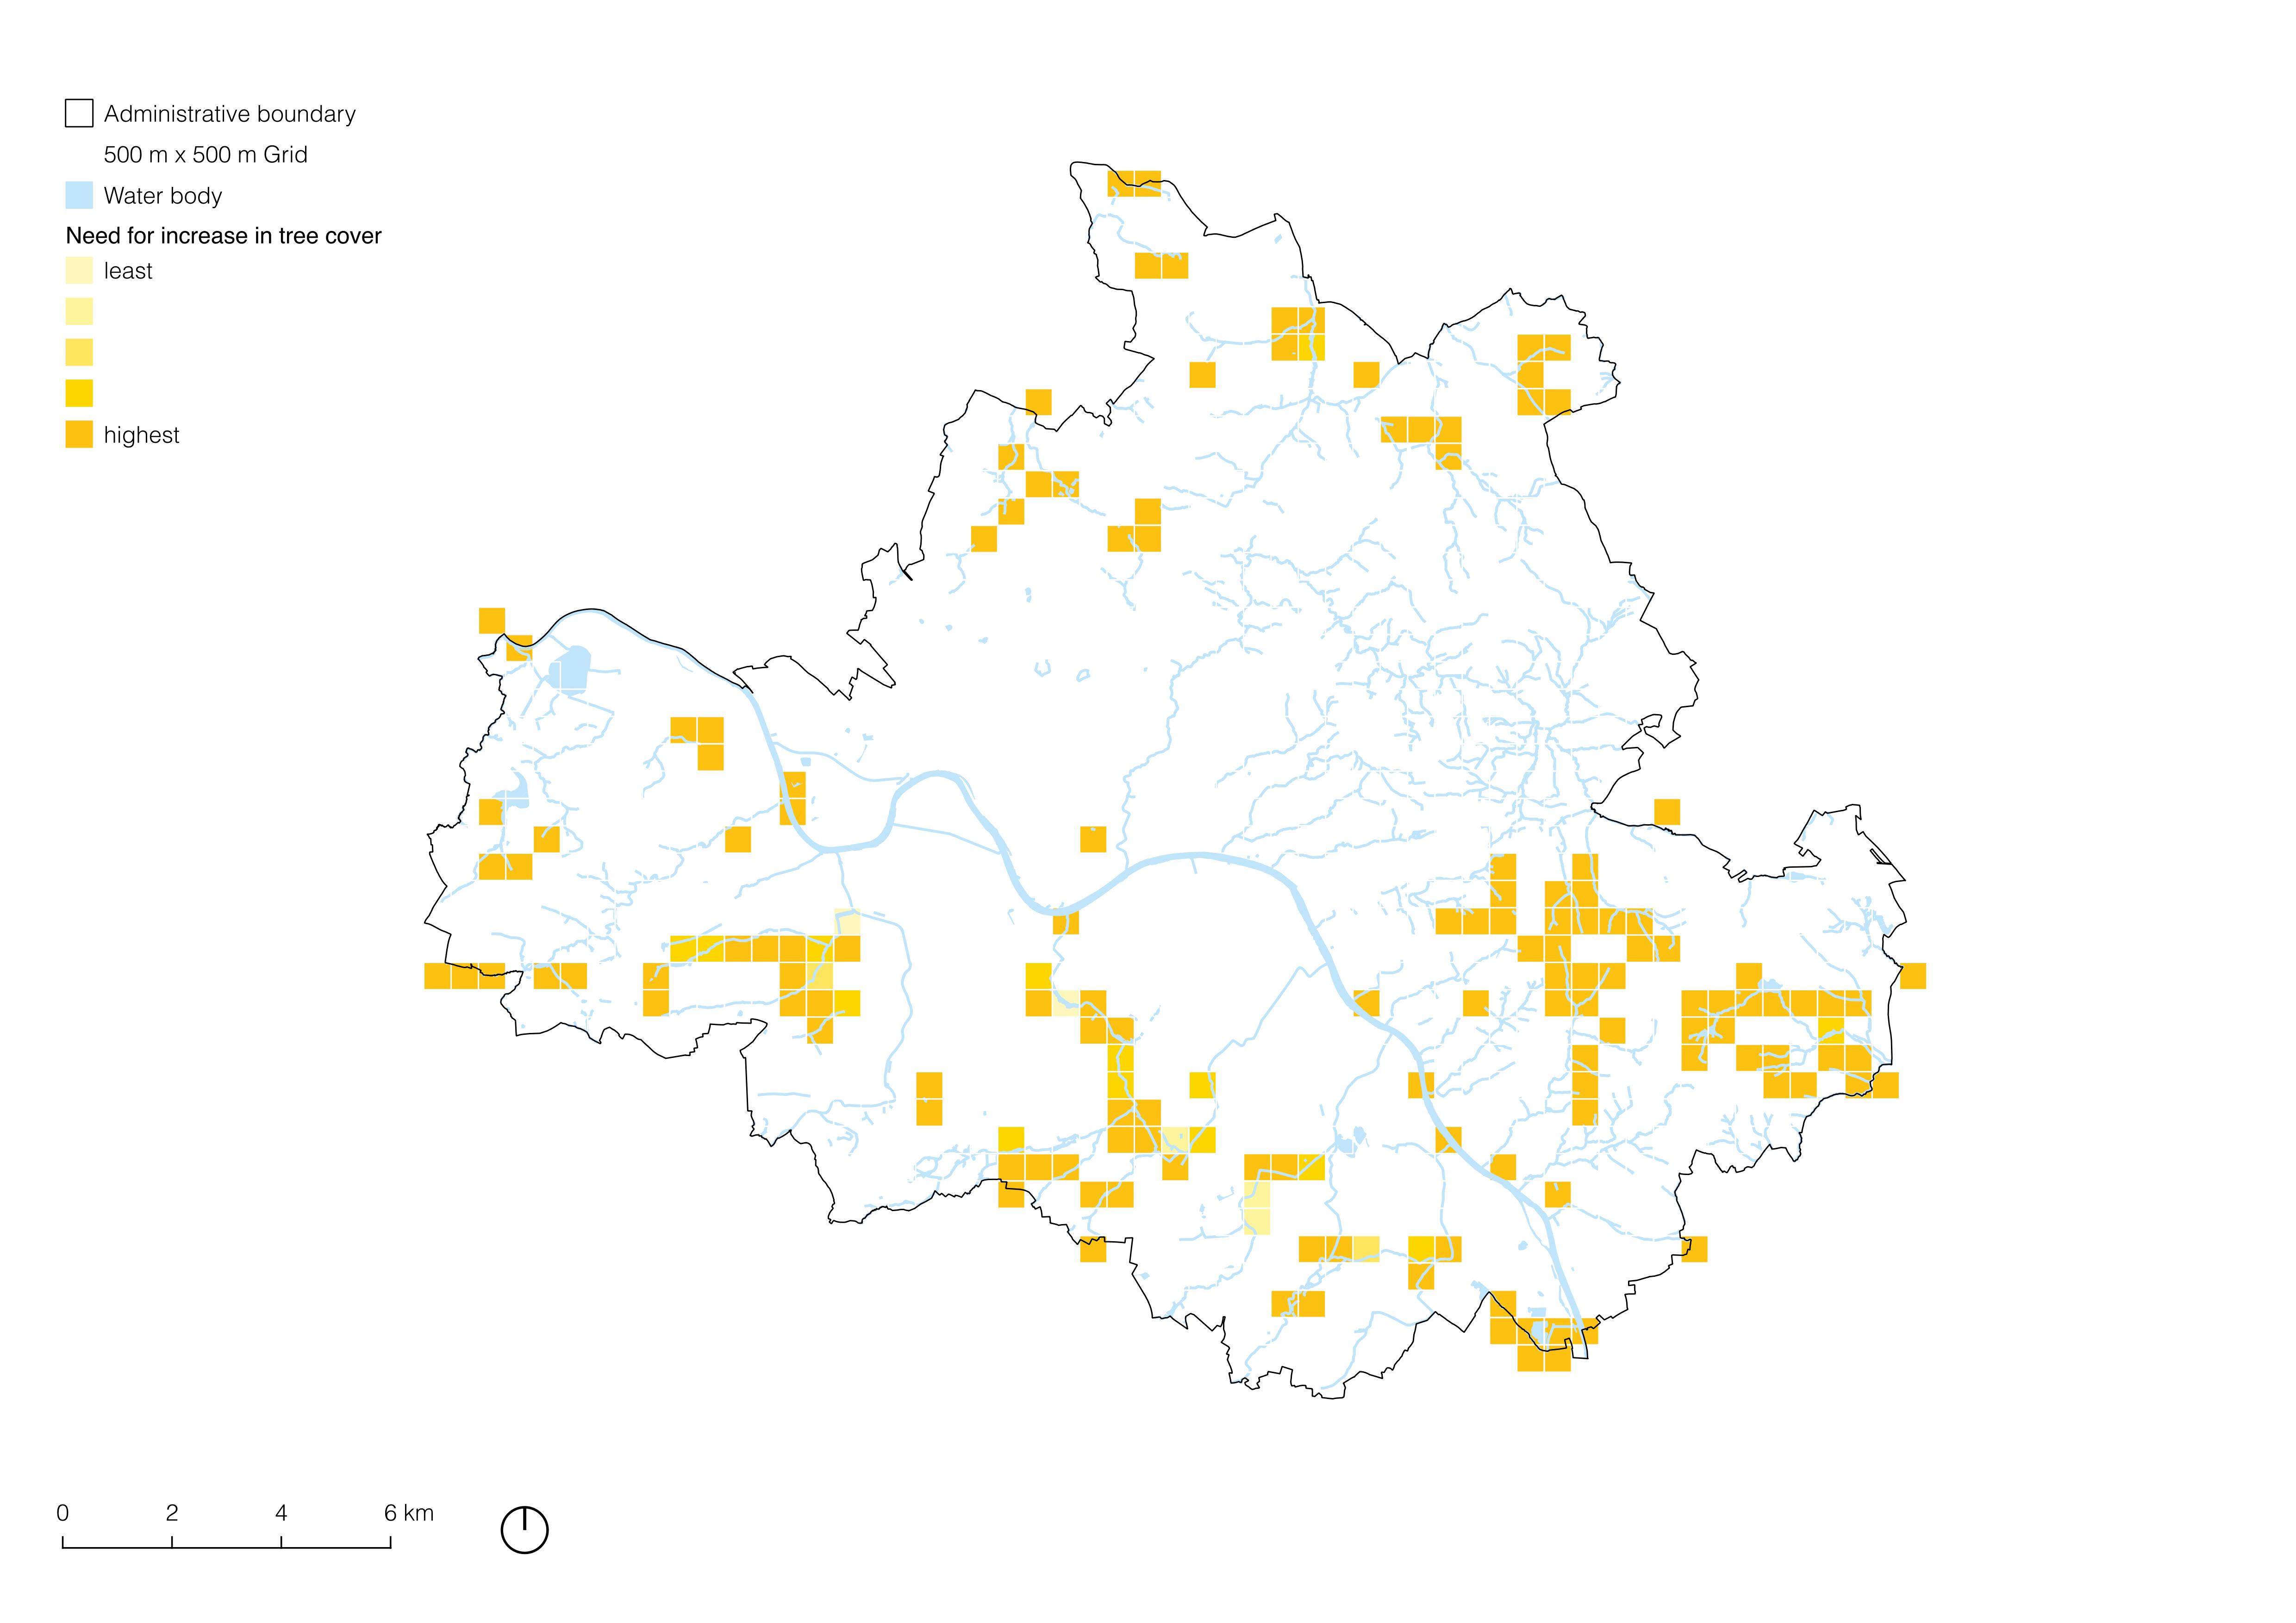 Administrative boundary
500 m x 500 m Grid
Water body
Need for increase in tree cover
least
highest
0 2 4 6 km